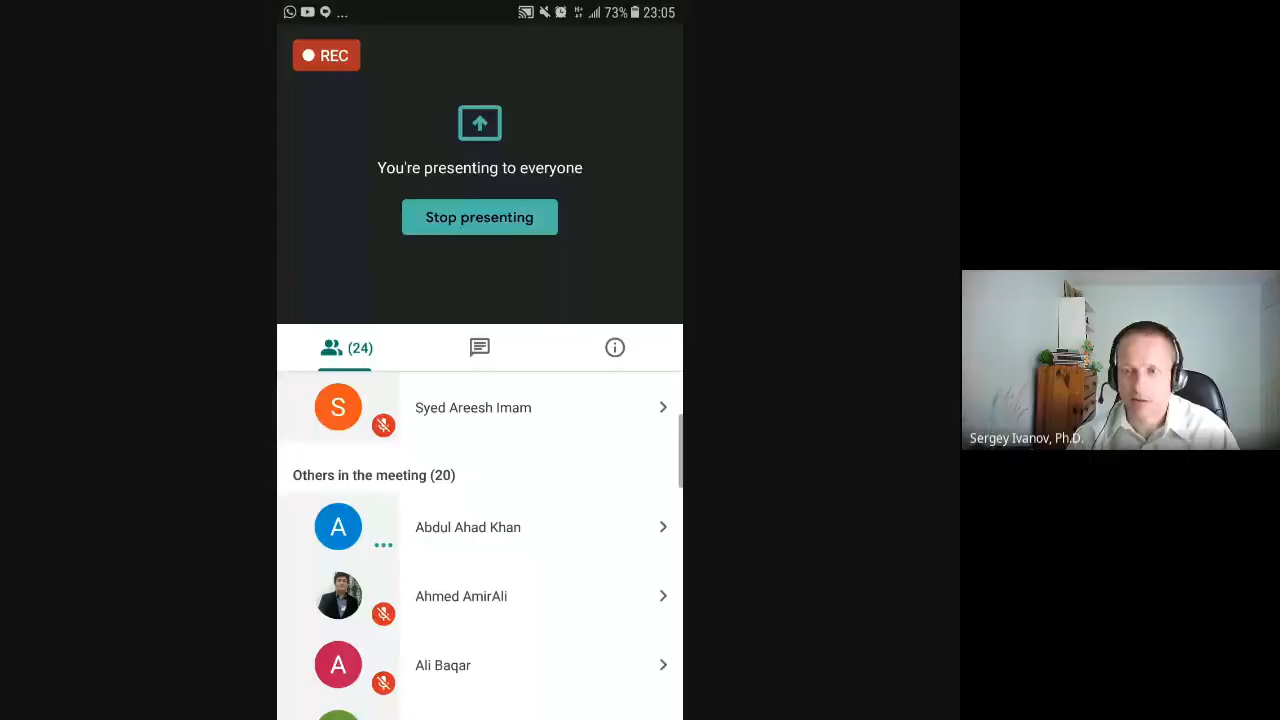 ... 73% 23:05
REC
You're presenting to everyone
Stop presenting
(24)
S Syed Areesh Imam
Others in the meeting (20)
A Abdul Ahad Khan
Ahmed AmirAli
A Ali Baqar
Sergey Ivanov, Ph.D.